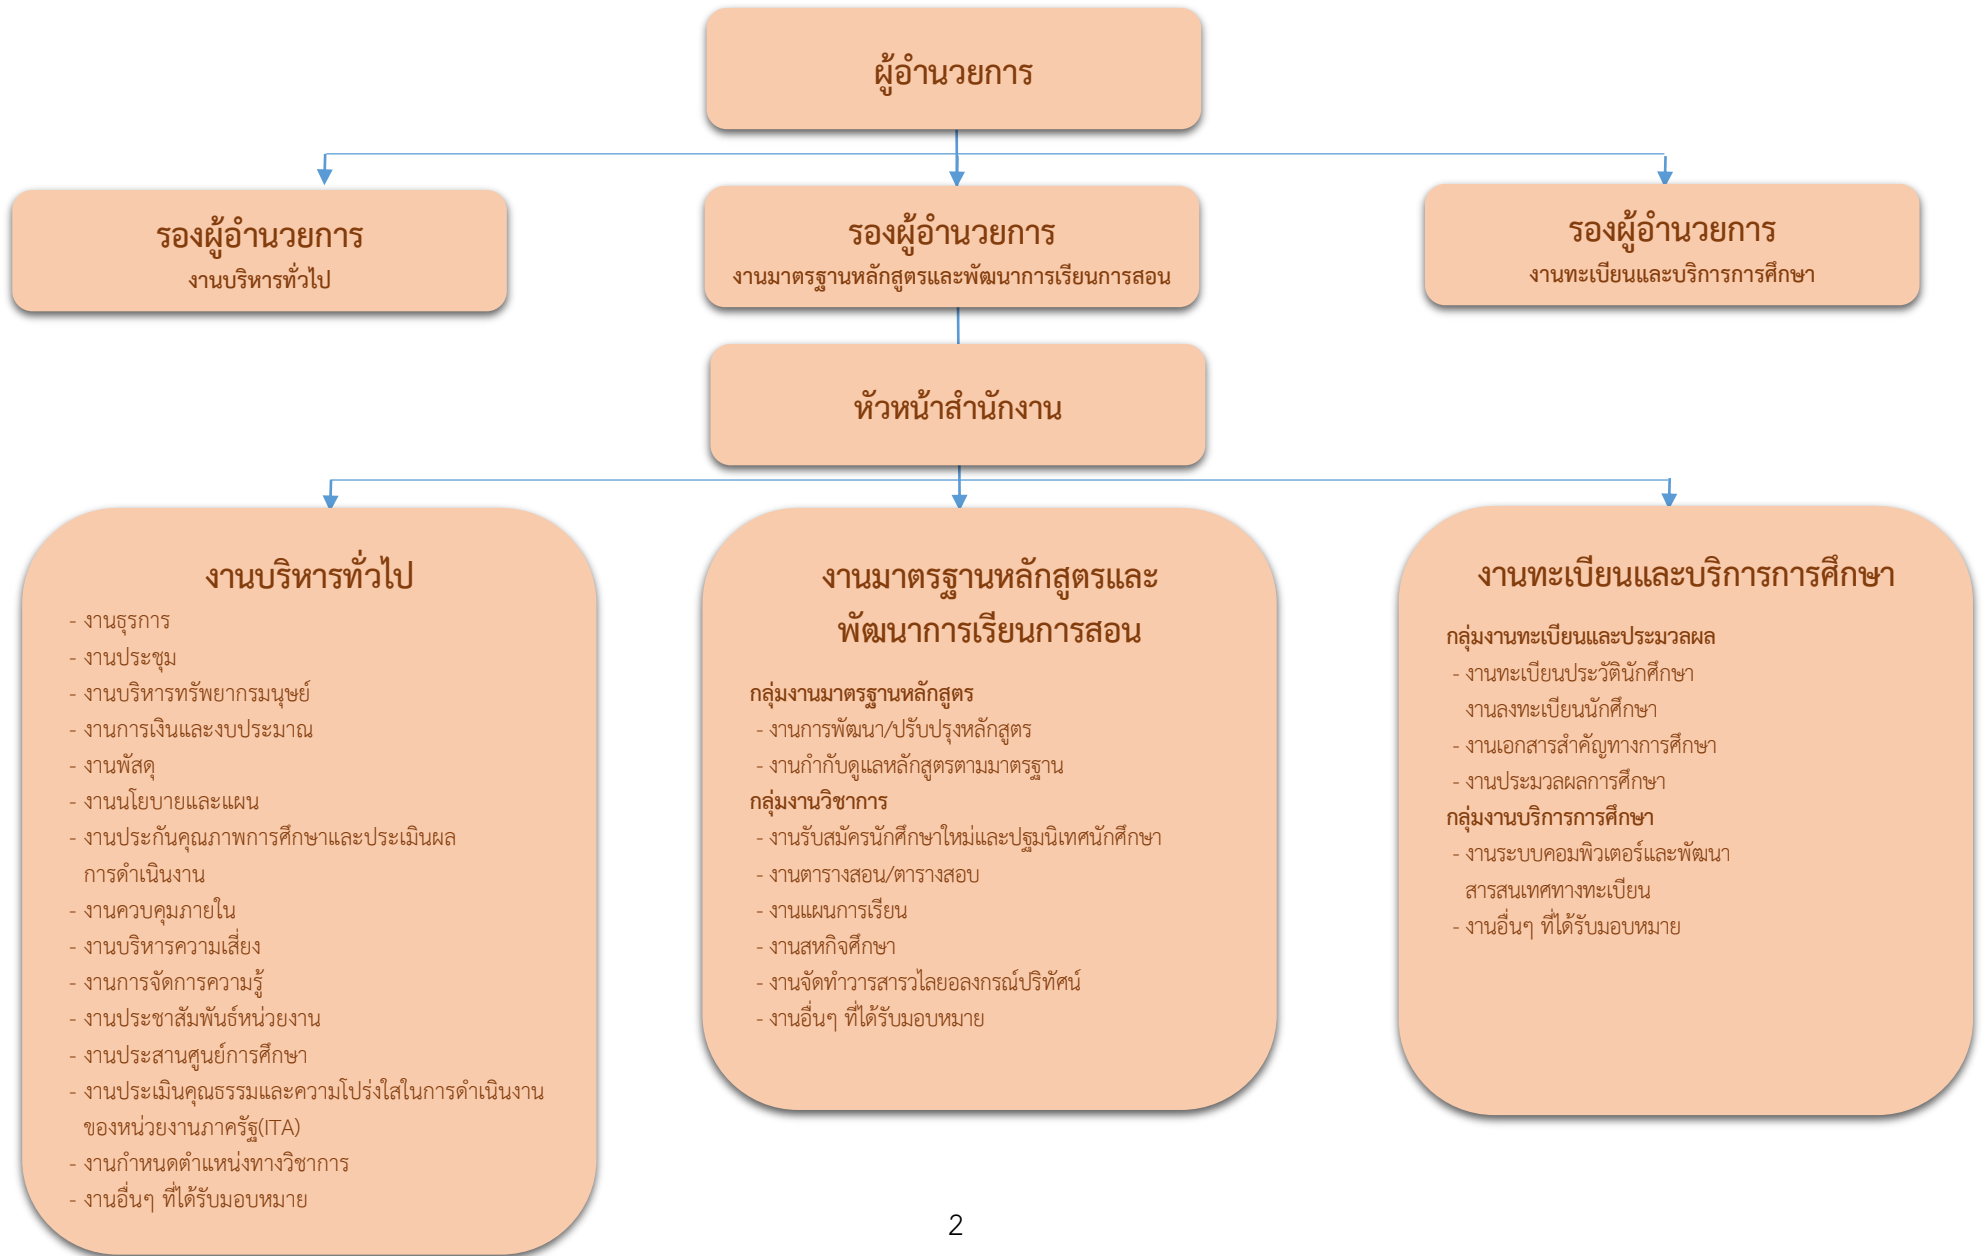 ผู้อำนวยการ
รองผู้อำนวยการ
งานบริหารทั่วไป
รองผู้อำนวยการ
งานมาตรฐานหลักสูตรและพัฒนาการเรียนการสอน
รองผู้อำนวยการ
งานทะเบียนและบริการการศึกษา
หัวหน้าสำนักงาน
งานบริหารทั่วไป
- งานธุรการ
- งานประชุม
- งานบริหารทรัพยากรมนุษย์
- งานการเงินและงบประมาณ
- งานพัสดุ
- งานนโยบายและแผน
- งานประกันคุณภาพการศึกษาและประเมินผล
การดำเนินงาน
- งานควบคุมภายใน
- งานบริหารความเสี่ยง
- งานการจัดการความรู้
- งานประชาสัมพันธ์หน่วยงาน
- งานประสานศูนย์การศึกษา
- งานประเมินคุณธรรมและความโปร่งใสในการดำเนินงาน
ของหน่วยงานภาครัฐ(ITA)
- งานกำหนดตำแหน่งทางวิชาการ
- งานอื่นๆ ที่ได้รับมอบหมาย
งานมาตรฐานหลักสูตรและ
พัฒนาการเรียนการสอน
กลุ่มงานมาตรฐานหลักสูตร
- งานการพัฒนา/ปรับปรุงหลักสูตร
- งานกำกับดูแลหลักสูตรตามมาตรฐาน
กลุ่มงานวิชาการ
- งานรับสมัครนักศึกษาใหม่และปฐมนิเทศนักศึกษา
- งานตารางสอน/ตารางสอบ
- งานแผนการเรียน
- งานสหกิจศึกษา
- งานจัดทำวารสารวไลยอลงกรณ์ปริทัศน์
- งานอื่นๆ ที่ได้รับมอบหมาย
งานทะเบียนและบริการการศึกษา
กลุ่มงานทะเบียนและประมวลผล
- งานทะเบียนประวัตินักศึกษา
งานลงทะเบียนนักศึกษา
- งานเอกสารสำคัญทางการศึกษา
- งานประมวลผลการศึกษา
กลุ่มงานบริการการศึกษา
- งานระบบคอมพิวเตอร์และพัฒนา
สารสนเทศทางทะเบียน
- งานอื่นๆ ที่ได้รับมอบหมาย
2